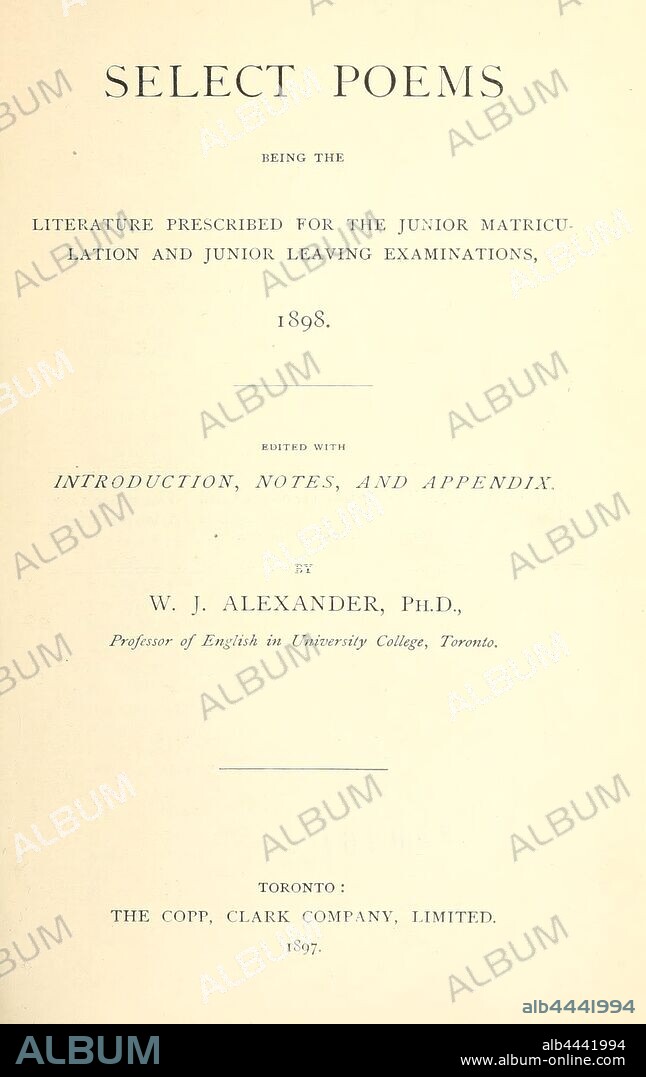 SELECT POEMS
BEING THE
LITERATURE PRESCRIBED FOR THE JUNIOR MATRICU-
LATION AND JUNIOR LEAVING EXAMINATIONS,
1898.
EDITED WITH
INTRODUCTION, NOTES, AND APPENDIX.
BY
W. J. ALEXANDER, PH.D.,
Professor of English in University College, Toronto.
TORONTO:
THE COPP, CLARK COMPANY, LIMITED.
1897.
alb4441994
ALBUM
alb4441994
www.album-online.com